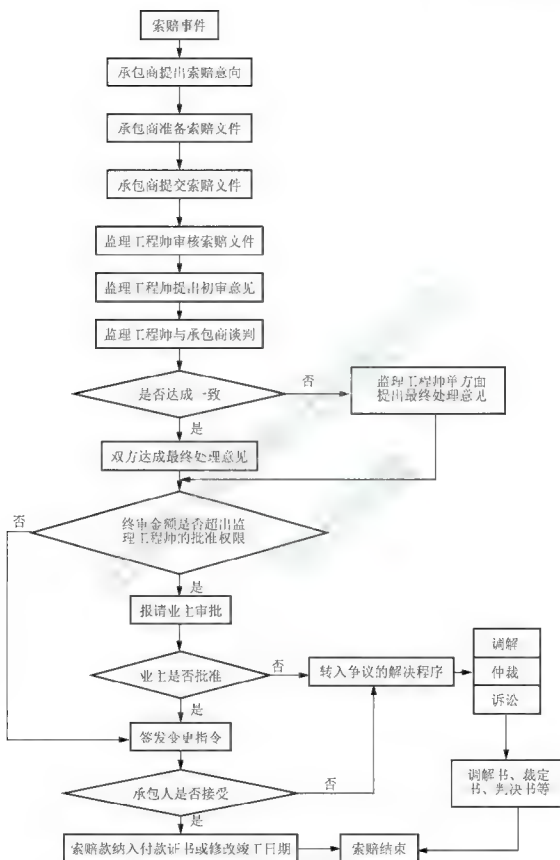 索赔事件
承包商提出索赔意向
承包商准备索赔文件
承包商提交索赔文件
监理工程师审核索赔文件
监理工程师提出初审意见
监理工程师与承包商谈判
是否达成一致
否
监理工程师单方面
提出最终处理意见
是
双方达成最终处理意见
否
终审金额是否超出监
理工程师的批准权限
是
报请业主审批
业主是否批准
否
转入争议的解决程序
调解
仲裁
诉讼
是
签发变更指令
承包人是否接受
否
调解书、裁定
书、判决书等
是
索赔款纳入付款证书或修改竣工日期
索赔结束